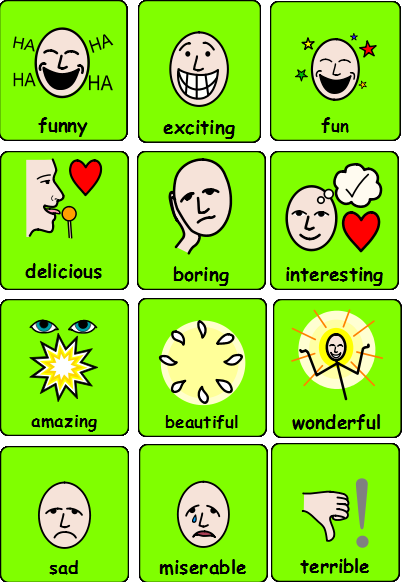 HA HA
HA HA
funny
exciting
fun
delicious
boring
interesting
amazing
beautiful
wonderful
sad
miserable
terrible